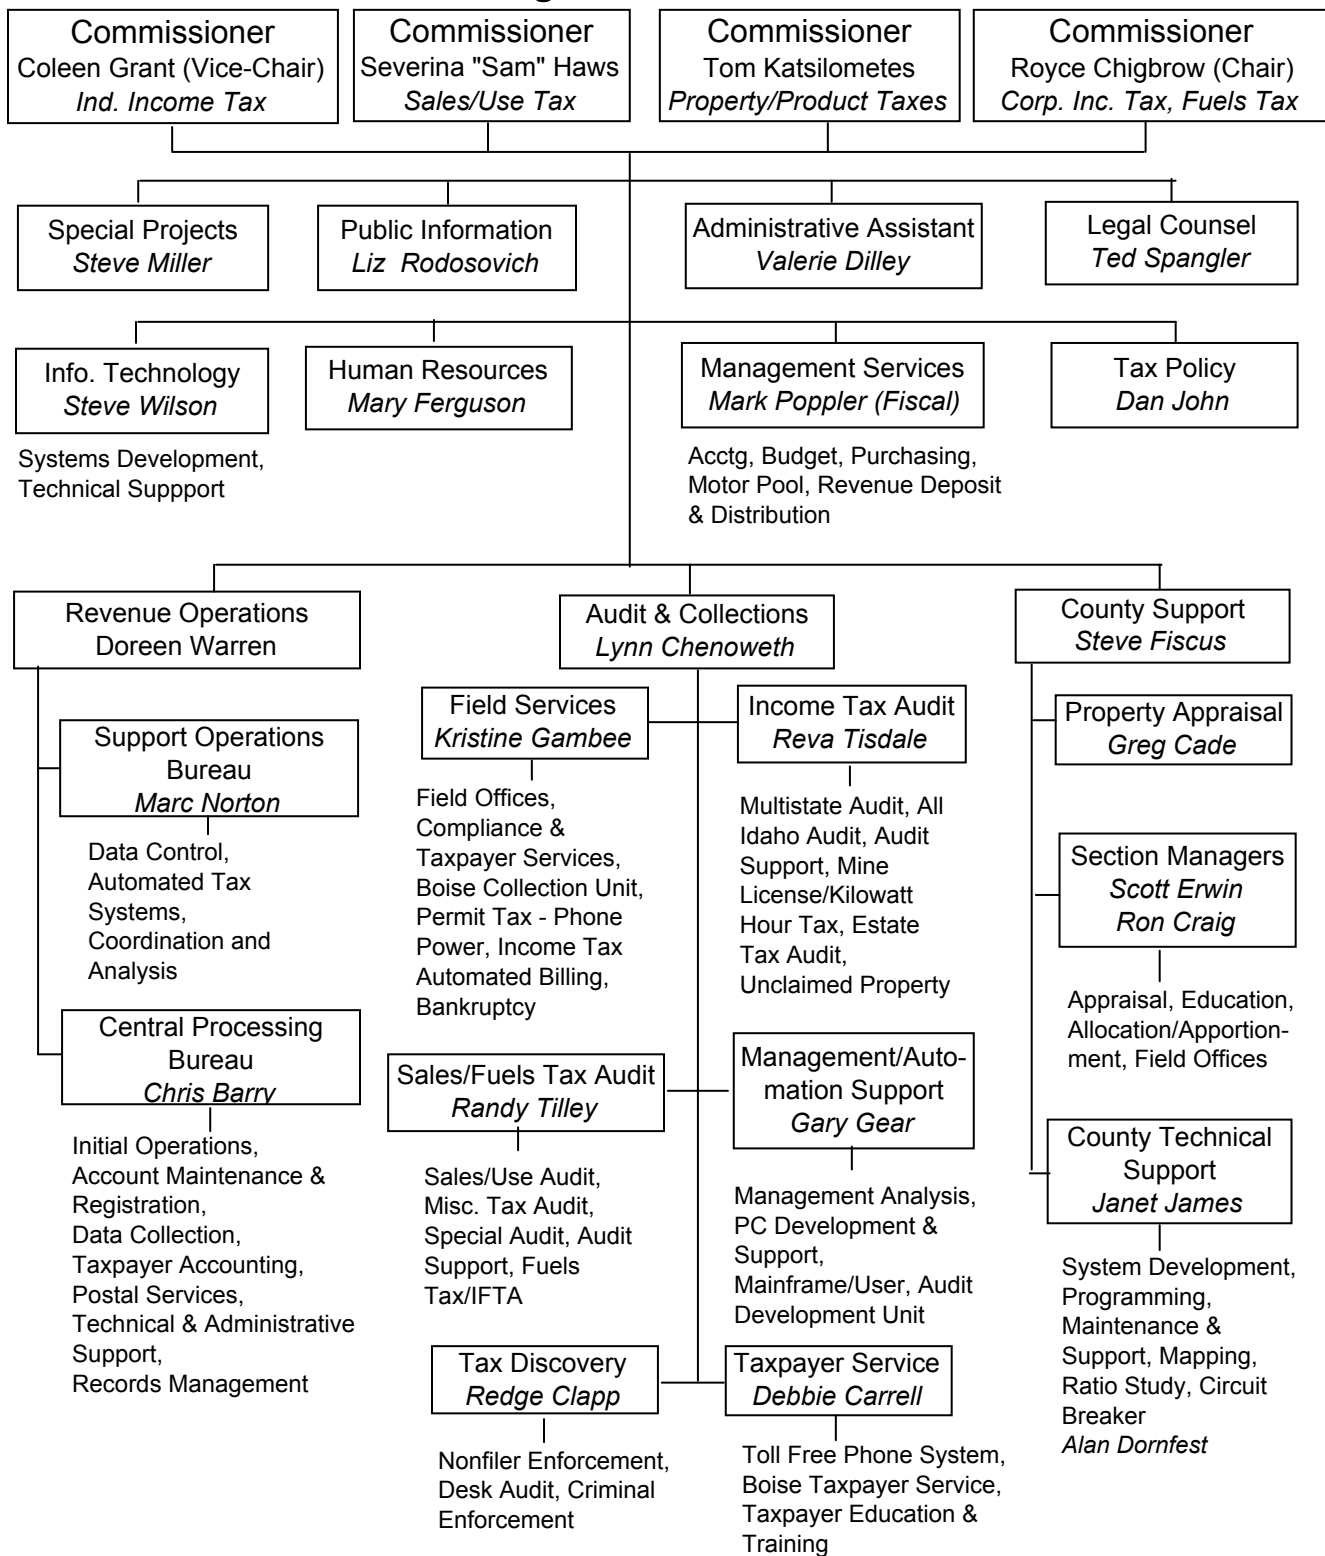 Commissioner
Coleen Grant (Vice-Chair)
Ind. Income Tax
Commissioner
Severina "Sam" Haws
Sales/Use Tax
Commissioner
Tom Katsilometes
Property/Product Taxes
Commissioner
Royce Chigbrow (Chair)
Corp. Inc. Tax, Fuels Tax
Special Projects
Steve Miller
Public Information
Liz Rodosovich
Administrative Assistant
Valerie Dilley
Legal Counsel
Ted Spangler
Info. Technology
Steve Wilson
Human Resources
Mary Ferguson
Management Services
Mark Poppler (Fiscal)
Tax Policy
Dan John
Systems Development,
Technical Suppport
Acctg, Budget, Purchasing,
Motor Pool, Revenue Deposit
& Distribution
Revenue Operations
Doreen Warren
Support Operations
Bureau
Marc Norton
Data Control,
Automated Tax
Systems,
Coordination and
Analysis
Central Processing
Bureau
Chris Barry
Initial Operations,
Account Maintenance &
Registration,
Data Collection,
Taxpayer Accounting,
Postal Services,
Technical & Administrative
Support,
Records Management
Audit & Collections
Lynn Chenoweth
Field Services
Kristine Gambee
Field Offices,
Compliance &
Taxpayer Services,
Boise Collection Unit,
Permit Tax - Phone
Power, Income Tax
Automated Billing,
Bankruptcy
Income Tax Audit
Reva Tisdale
Multistate Audit, All
Idaho Audit, Audit
Support, Mine
License/Kilowatt
Hour Tax, Estate
Tax Audit,
Unclaimed Property
Sales/Fuels Tax Audit
Randy Tilley
Sales/Use Audit,
Misc. Tax Audit,
Special Audit, Audit
Support, Fuels
Tax/IFTA
Management/Auto-
mation Support
Gary Gear
Management Analysis,
PC Development &
Support,
Mainframe/User, Audit
Development Unit
Tax Discovery
Redge Clapp
Nonfiler Enforcement,
Desk Audit, Criminal
Enforcement
Taxpayer Service
Debbie Carrell
Toll Free Phone System,
Boise Taxpayer Service,
Taxpayer Education &
Training
County Support
Steve Fiscus
Property Appraisal
Greg Cade
Section Managers
Scott Erwin
Ron Craig
Appraisal, Education,
Allocation/Apportion-
ment, Field Offices
County Technical
Support
Janet James
System Development,
Programming,
Maintenance &
Support, Mapping,
Ratio Study, Circuit
Breaker
Alan Dornfest